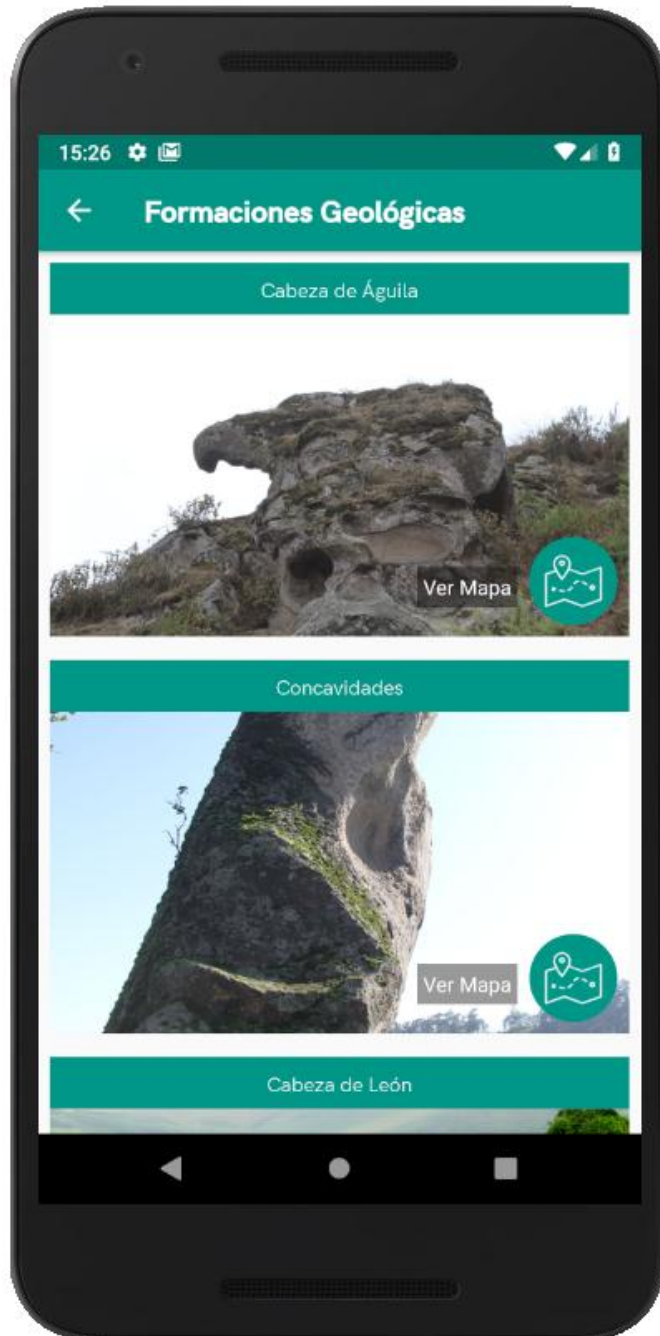 15:26
Formaciones Geológicas
Cabeza de Águila
Ver Mapa
Concavidades
Ver Mapa
Cabeza de León